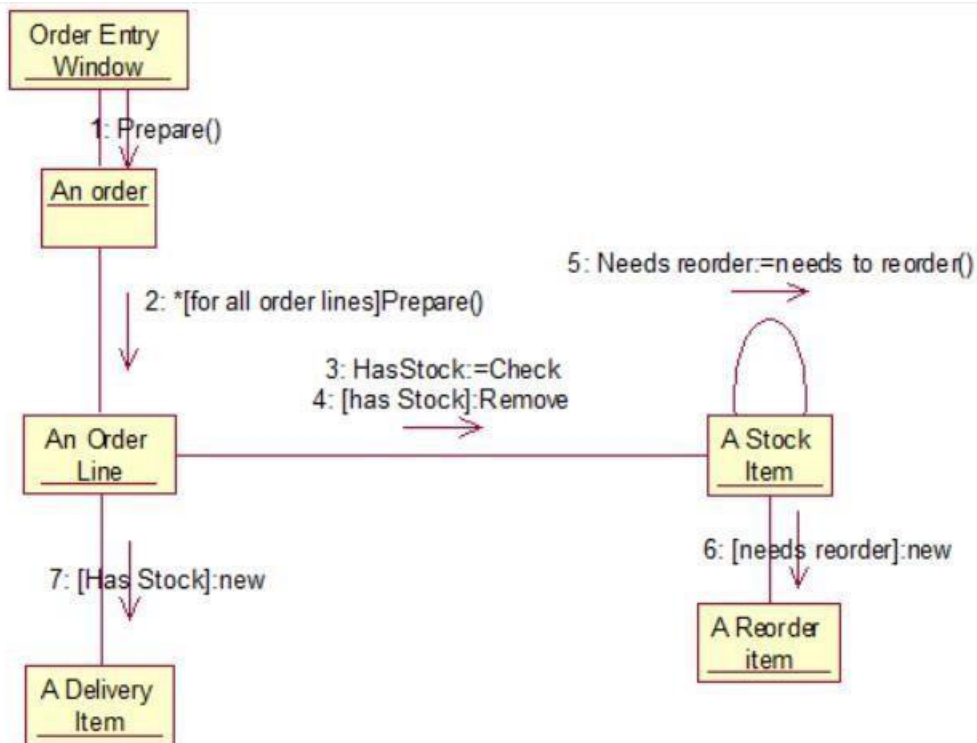 Order Entry
Window
1: Prepare()
An order
5: Needs reorder:=needs to reorder()
2: *[for all order lines]Prepare()
3: HasStock:=Check
4: [has Stock]:Remove
An Order
Line
A Stock
Item
6: [needs reorder]:new
7: [Has Stock]:new
A Reorder
item
A Delivery
Item